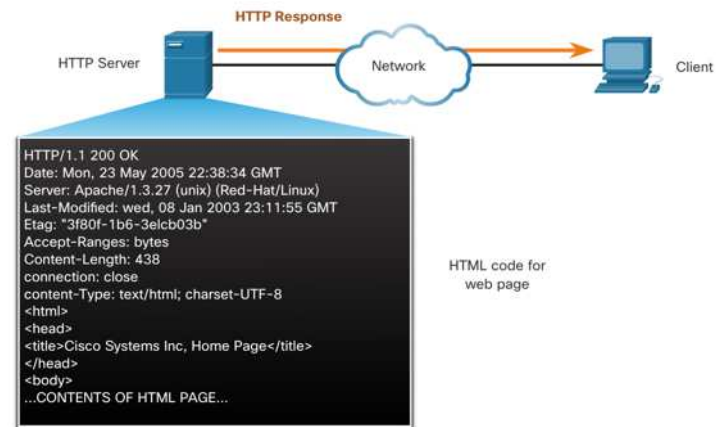 HTTP Response
HTTP Server
Network
Client
HTTP/1.1 200 OK
Date: Mon, 23 May 2005 22:38:34 GMT
Server: Apache/1.3.27 (unix) (Red-Hat/Linux)
Last-Modified: wed, 08 Jan 2003 23:11:55 GMT
Etag: "3f80f-1b6-3elcb03b"
Accept-Ranges: bytes
Content-Length: 438
connection: close
content-Type: text/html; charset-UTF-8
<html>
<head>
<title>Cisco Systems Inc, Home Page</title>
</head>
<body>
...CONTENTS OF HTML PAGE...
HTML code for
web page